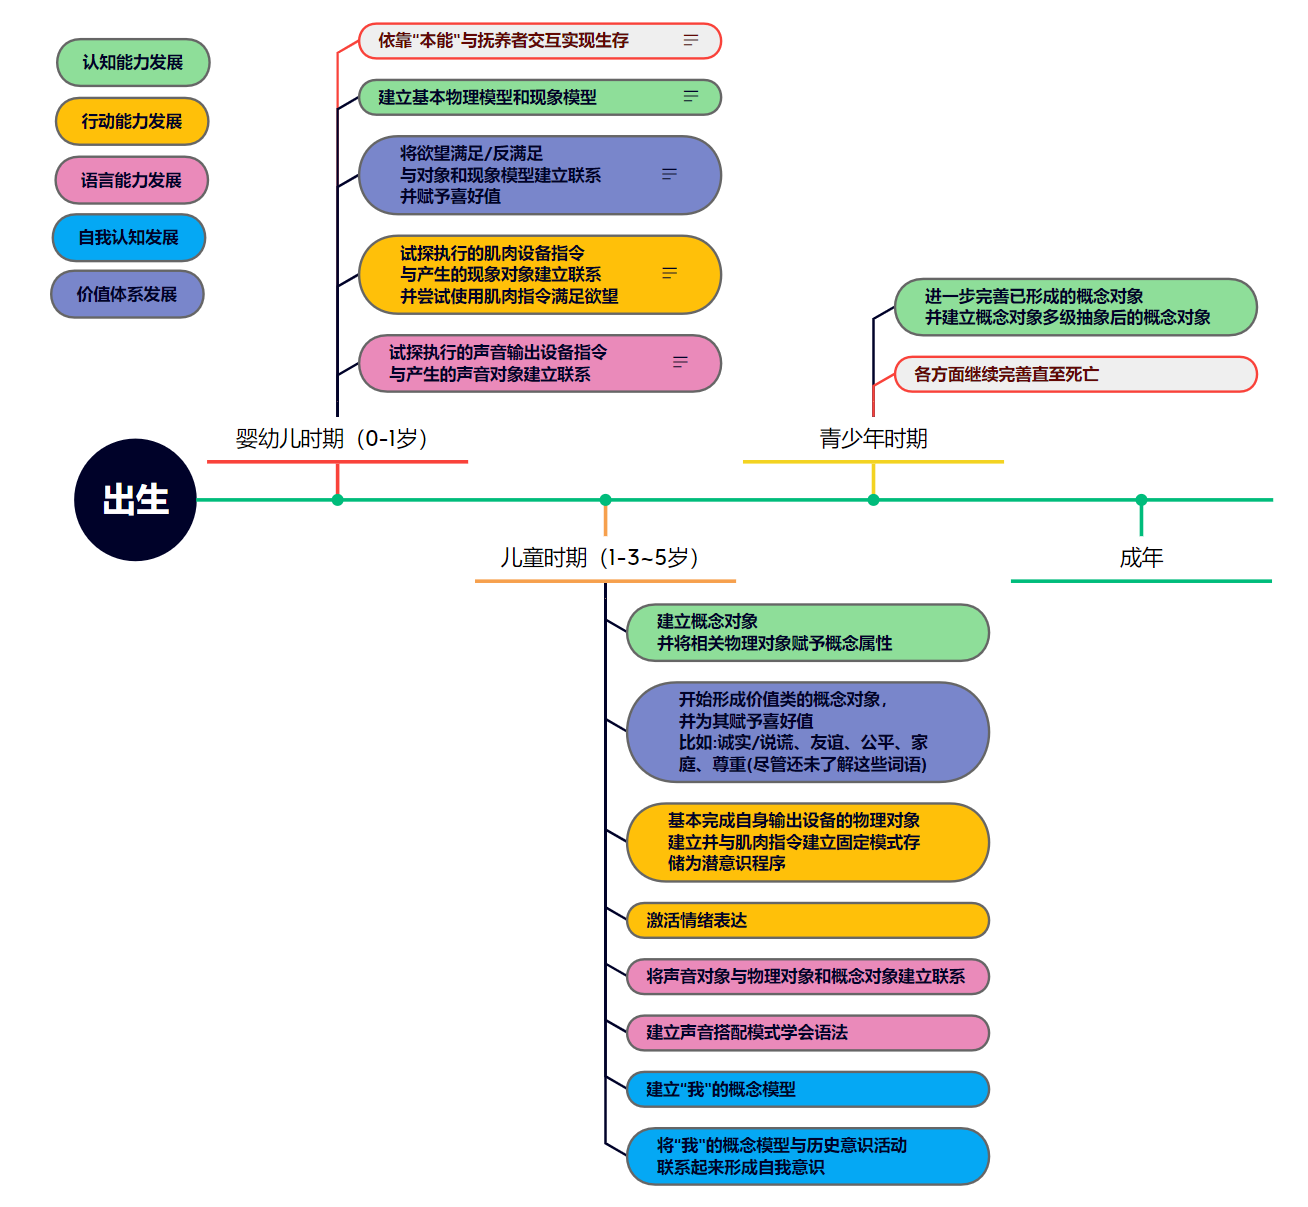 认知能力发展
行动能力发展
语言能力发展
自我认知发展
价值体系发展
依靠"本能"与抚养者交互实现生存
建立基本物理模型和现象模型
将欲望满足/反满足
与对象和现象模型建立联系
并赋予喜好值
试探执行的肌肉设备指令
与产生的现象对象建立联系
并尝试使用肌肉指令满足欲望
试探执行的声音输出设备指令
与产生的声音对象建立联系
婴幼儿时期（0-1岁）
进一步完善已形成的概念对象
并建立概念对象多级抽象后的概念对象
各方面继续完善直至死亡
青少年时期
出生
儿童时期（1-3~5岁）
成年
建立概念对象
并将相关物理对象赋予概念属性
开始形成价值类的概念对象，
并为其赋予喜好值
比如:诚实/说谎、友谊、公平、家
庭、尊重(尽管还未了解这些词语)
基本完成自身输出设备的物理对象
建立并与肌肉指令建立固定模式存
储为潜意识程序
激活情绪表达
将声音对象与物理对象和概念对象建立联系
建立声音搭配模式学会语法
建立"我"的概念模型
将"我"的概念模型与历史意识活动
联系起来形成自我意识